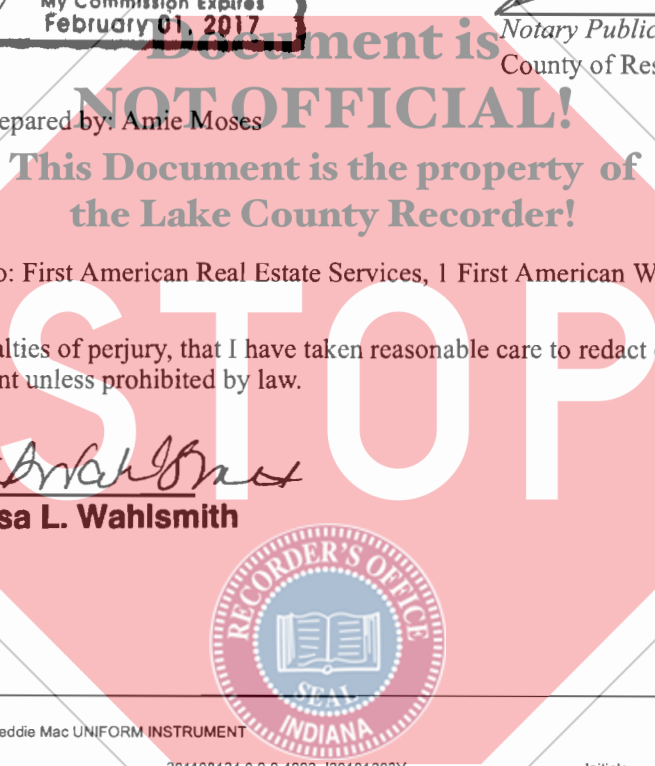 My Commission Expires
February 01, 2017
Document is
Notary Public
County of Res
NOT OFFICIAL!
epared by: Amie Moses
This Document is the property of
the Lake County Recorder!
o: First American Real Estate Services, 1 First American W
STOP
alties of perjury, that I have taken reasonable care to redact
nt unless prohibited by law.
sa L. Wahlsmith
RECORDER'S OFFICE
SEAL
INDIANA
eddie Mac UNIFORM INSTRUMENT